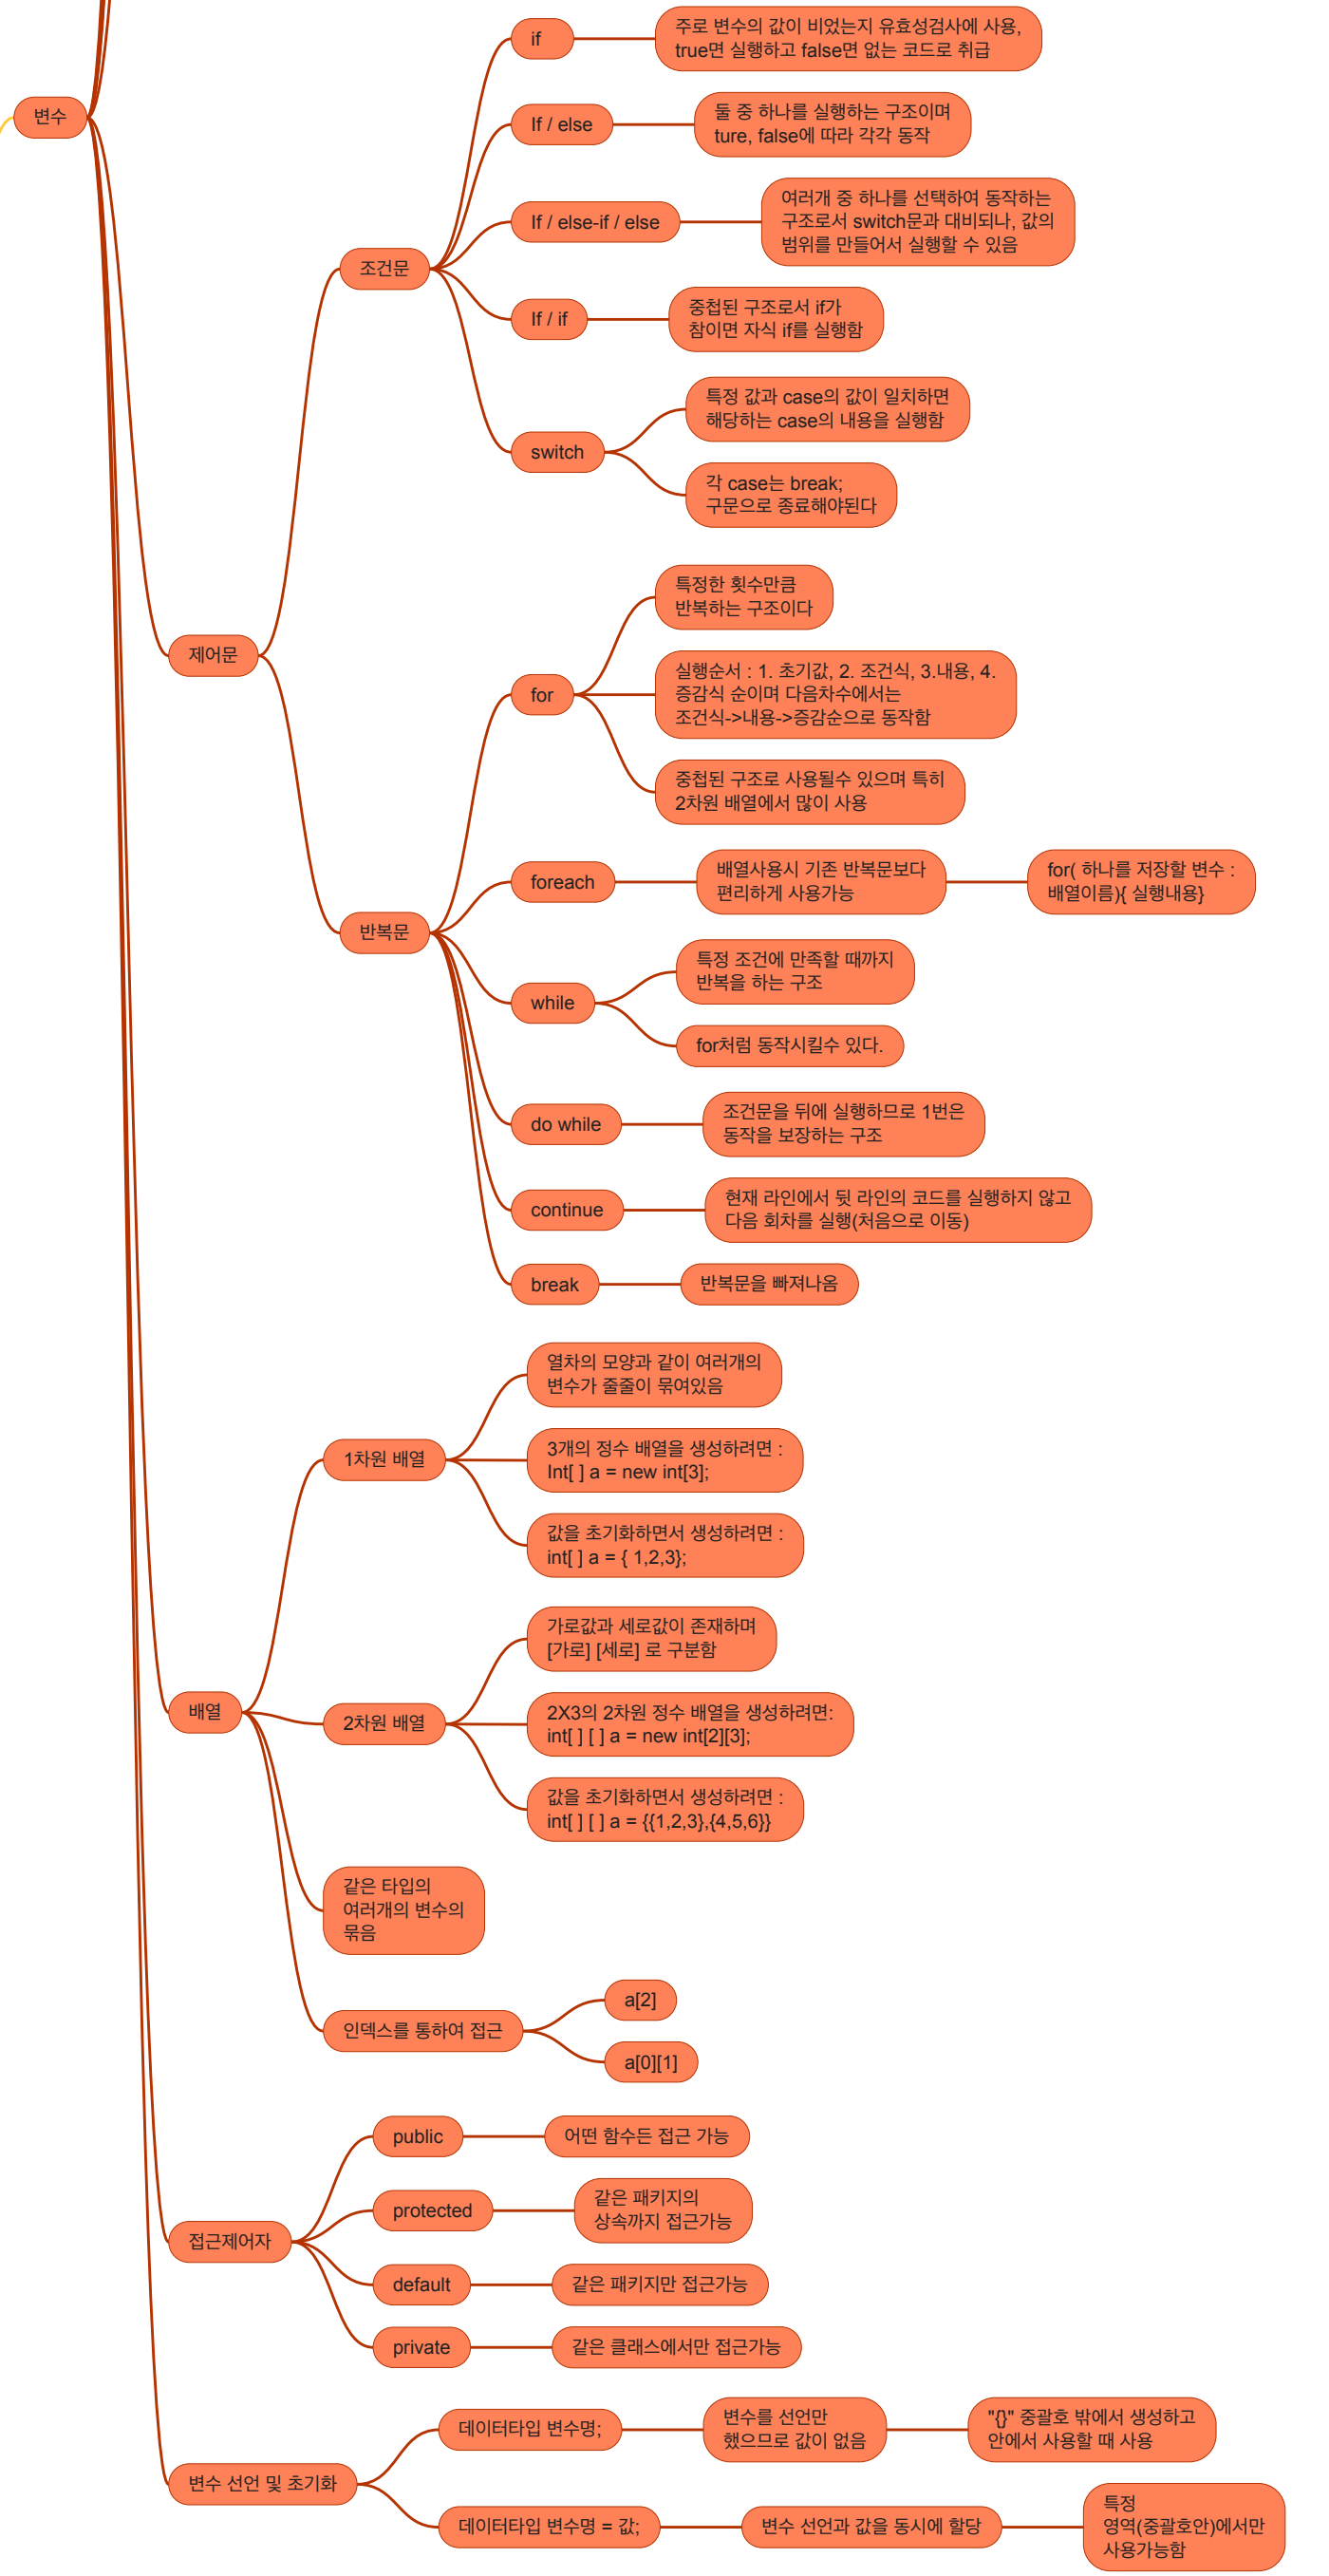 변수
제어문
조건문
if
주로 변수의 값이 비었는지 유효성검사에 사용,
true면 실행하고 false면 없는 코드로 취급
If / else
둘 중 하나를 실행하는 구조이며
ture, false에 따라 각각 동작
If / else-if / else
여러개 중 하나를 선택하여 동작하는
구조로서 switch문과 대비되나, 값의
범위를 만들어서 실행할 수 있음
If / if
중첩된 구조로서 if가
참이면 자식 if를 실행함
switch
특정 값과 case의 값이 일치하면
해당하는 case의 내용을 실행함
각 case는 break;
구문으로 종료해야된다
반복문
for
특정한 횟수만큼
반복하는 구조이다
실행순서 : 1. 초기값, 2. 조건식, 3.내용, 4.
증감식 순이며 다음차수에서는
조건식->내용->증감순으로 동작함
중첩된 구조로 사용될수 있으며 특히
2차원 배열에서 많이 사용
foreach
배열사용시 기존 반복문보다
편리하게 사용가능
for( 하나를 저장할 변수 :
배열이름){ 실행내용}
while
특정 조건에 만족할 때까지
반복을 하는 구조
for처럼 동작시킬수 있다.
do while
조건문을 뒤에 실행하므로 1번은
동작을 보장하는 구조
continue
현재 라인에서 뒷 라인의 코드를 실행하지 않고
다음 회차를 실행(처음으로 이동)
break
반복문을 빠져나옴
배열
1차원 배열
열차의 모양과 같이 여러개의
변수가 줄줄이 묶여있음
3개의 정수 배열을 생성하려면 :
Int[ ] a = new int[3];
값을 초기화하면서 생성하려면 :
int[ ] a = { 1,2,3};
2차원 배열
가로값과 세로값이 존재하며
[가로] [세로] 로 구분함
2X3의 2차원 정수 배열을 생성하려면:
int[ ] [ ] a = new int[2][3];
값을 초기화하면서 생성하려면 :
int[ ] [ ] a = {{1,2,3},{4,5,6}}
같은 타입의
여러개의 변수의
묶음
인덱스를 통하여 접근
a[2]
a[0][1]
접근제어자
public
어떤 함수든 접근 가능
protected
같은 패키지의
상속까지 접근가능
default
같은 패키지만 접근가능
private
같은 클래스에서만 접근가능
변수 선언 및 초기화
데이터타입 변수명;
변수를 선언만
했으므로 값이 없음
"{}" 중괄호 밖에서 생성하고
안에서 사용할 때 사용
데이터타입 변수명 = 값;
변수 선언과 값을 동시에 할당
특정
영역(중괄호안)에서만
사용가능함